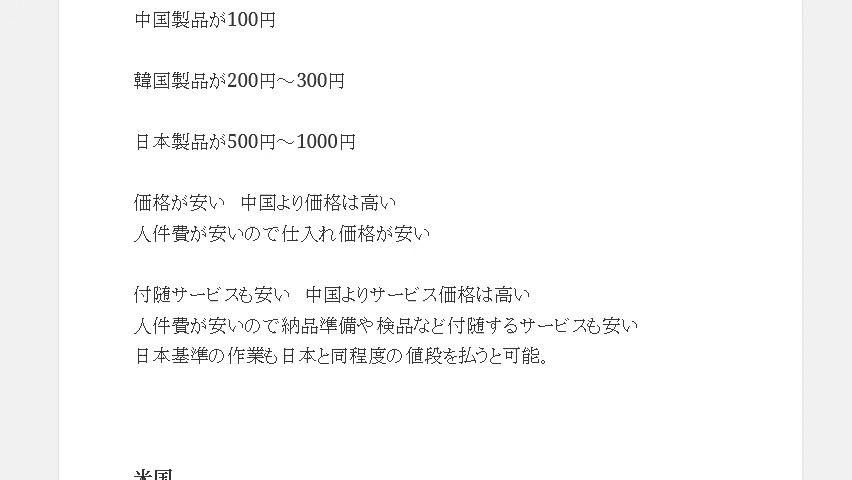 中国製品が100円
韓国製品が200円～300円
日本製品が500円～1000円
価格が安い　中国より価格は高い
人件費が安いので仕入れ価格が安い
付随サービスも安い　中国よりサービス価格は高い
人件費が安いので納品準備や検品など付随するサービスも安い
日本基準の作業も日本と同程度の値段を払うと可能。
米国